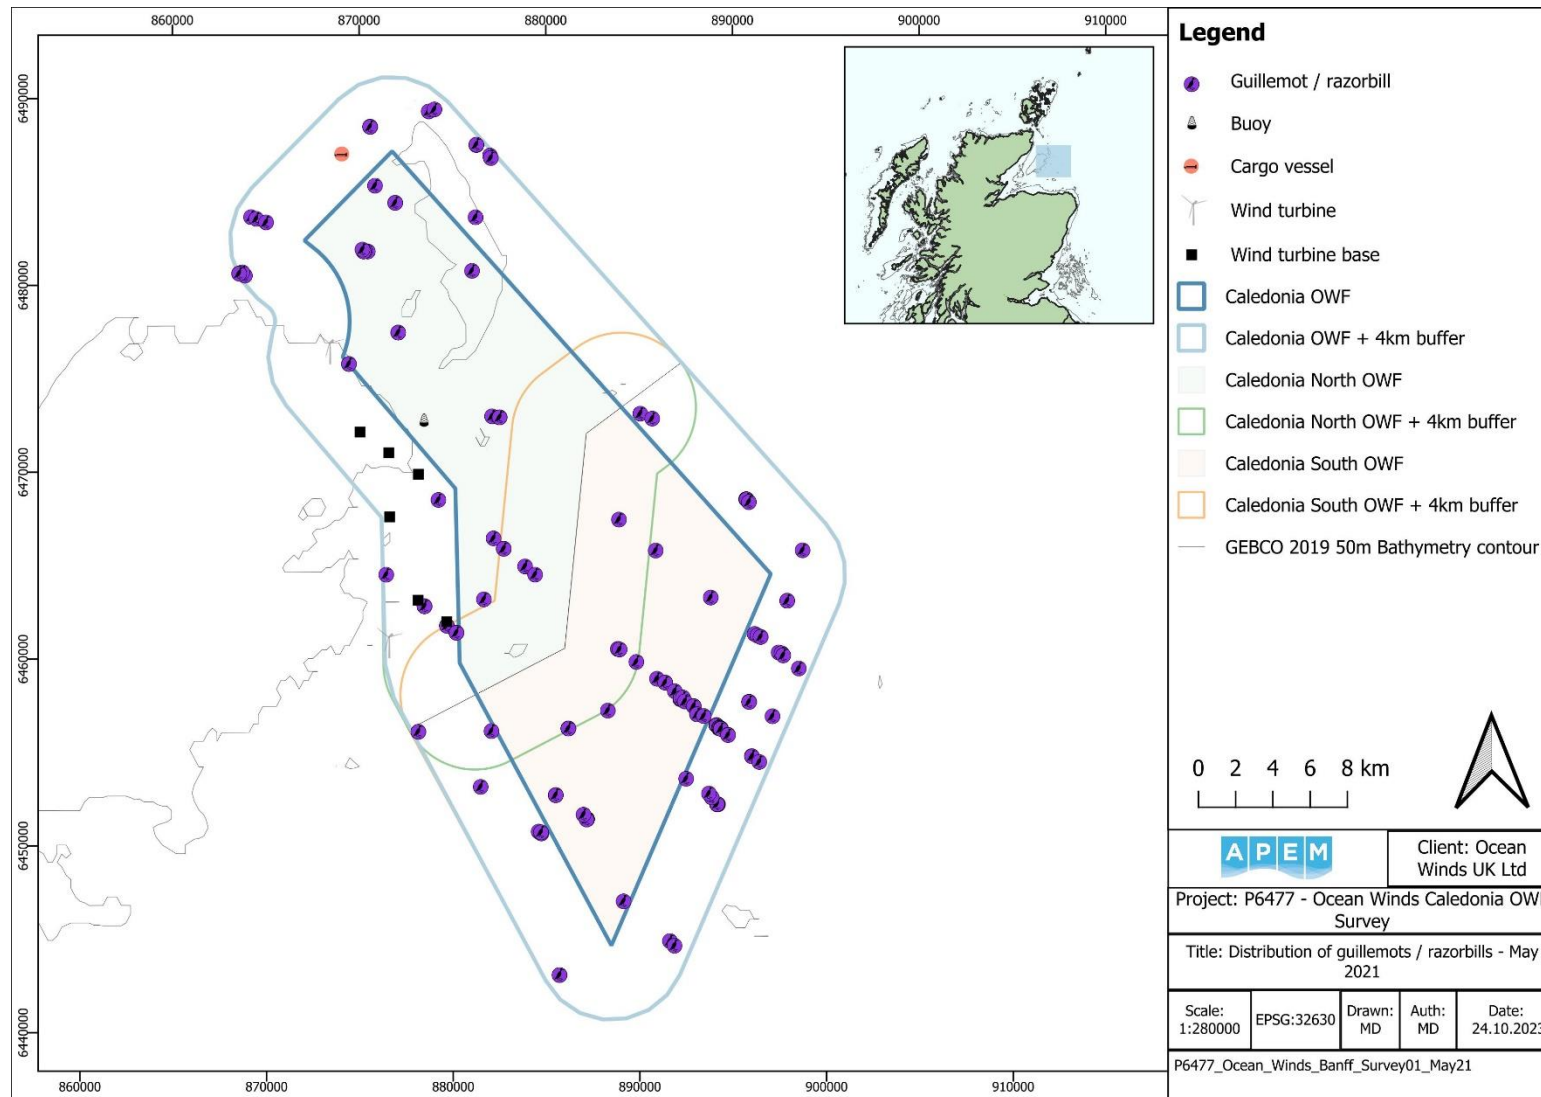 860000 870000 880000 890000 900000 910000
6490000
6480000
6470000
6460000
6450000
6440000
860000 870000 880000 890000 900000 910000
Legend
Guillemot / razorbill
Buoy
Cargo vessel
Wind turbine
Wind turbine base
Caledonia OWF
Caledonia OWF + 4km buffer
Caledonia North OWF
Caledonia North OWF + 4km buffer
Caledonia South OWF
Caledonia South OWF + 4km buffer
GEBCO 2019 50m Bathymetry contour
0 2 4 6 8 km
APEM
Client: Ocean
Winds UK Ltd
Project: P6477 - Ocean Winds Caledonia OW
Survey
Title: Distribution of guillemots / razorbills - May
2021
Scale:
1:280000
EPSG:32630
Drawn:
MD
Auth:
MD
Date:
24.10.2023
P6477_Ocean_Winds_Banff_Survey01_May21